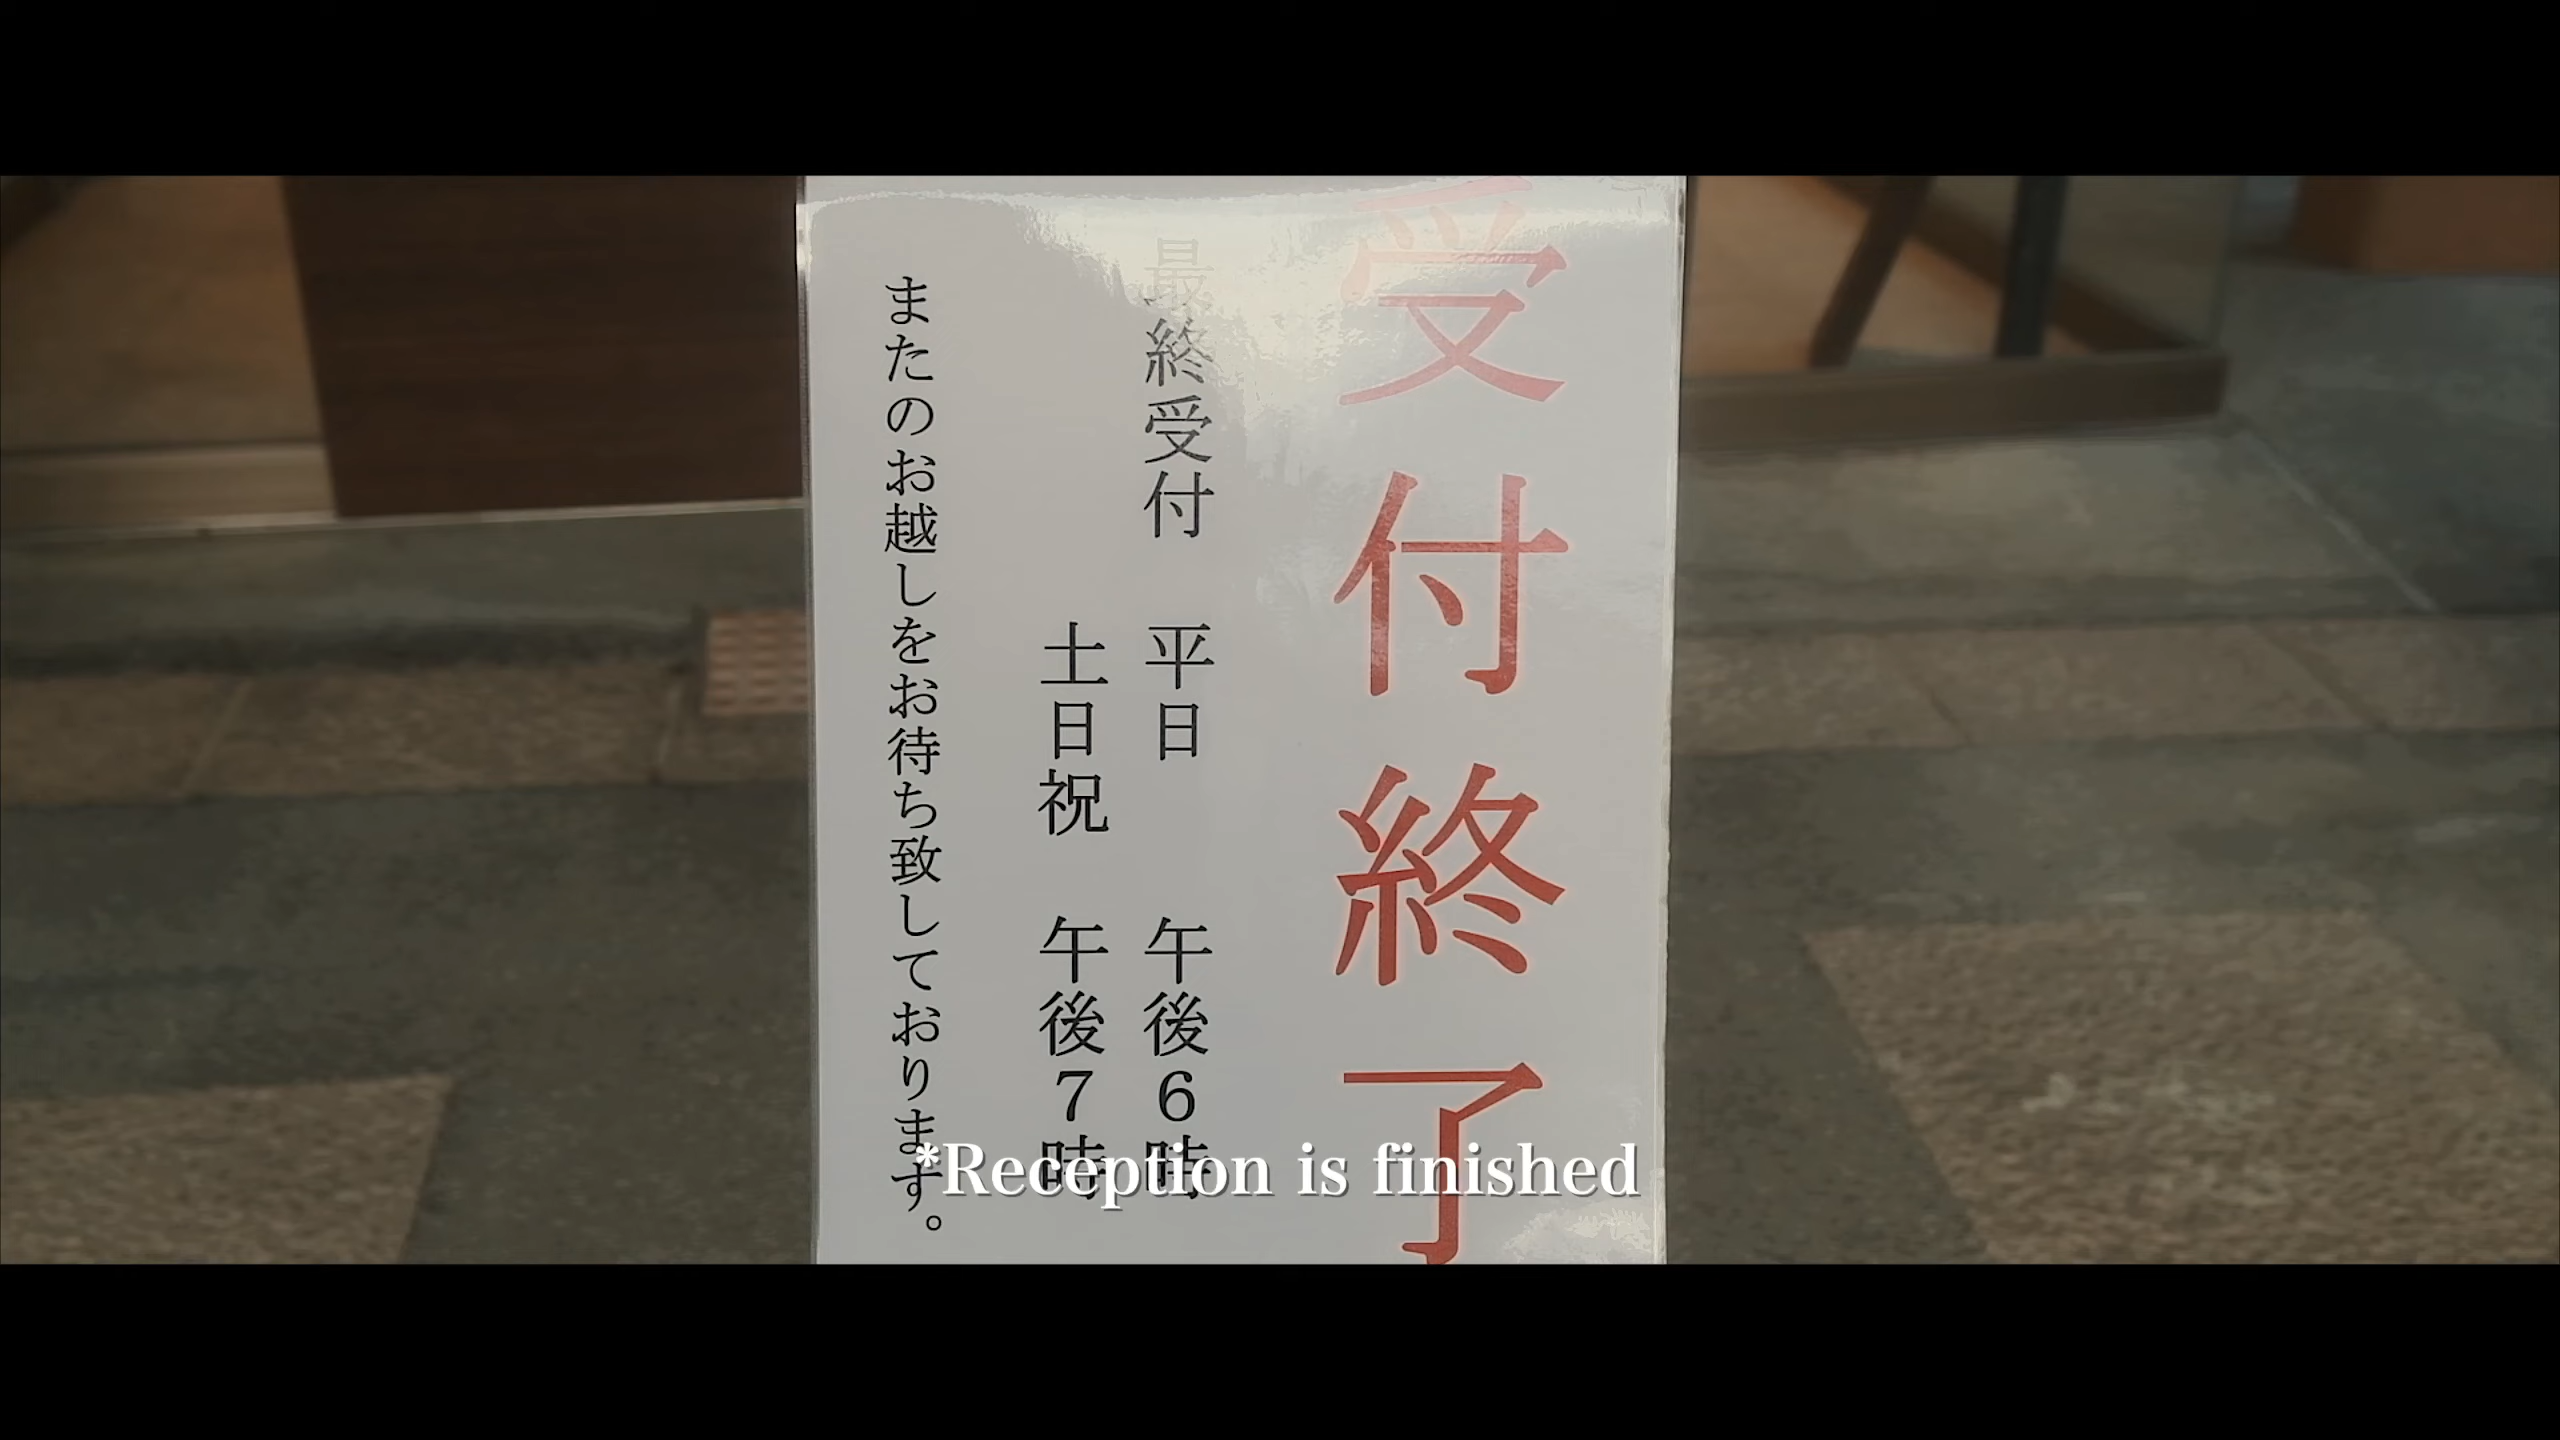 受付終了
最終受付 平日 午後6時
土日祝 午後7時
またのお越しをお待ち致しております。
*Reception is finished